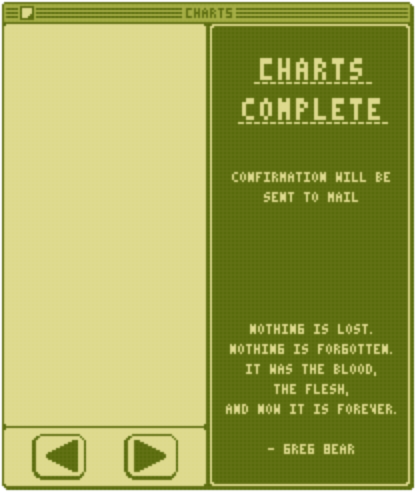 CHARTS
CHARTS
COMPLETE
CONFIRMATION WILL BE
SENT TO MAIL
NOTHING IS LOST.
NOTHING IS FORGOTTEN.
IT WAS THE BLOOD,
THE FLESH,
AND NOW IT IS FOREVER.
- GREG BEAR